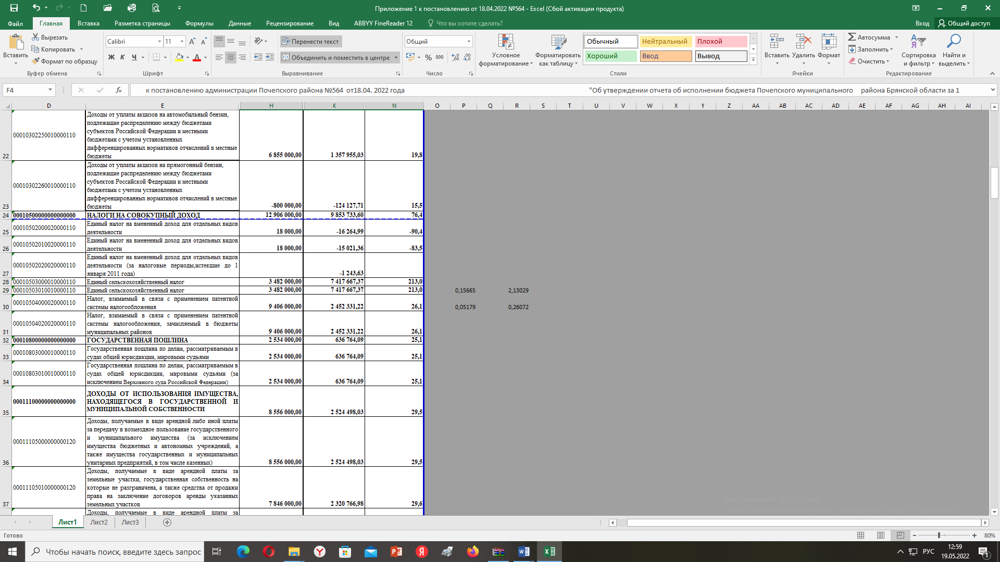 Приложение 1 к постановлению от 18.04.2022 №564 - Excel (Сбой активации продукта)
Файл Главная Вставка Разметка страницы Формулы Данные Рецензирование Вид ABBYY FineReader 12 Что вы хотите сделать? Вход Общий доступ
Вставить
Вырезать
Копировать
Формат по образцу
Буфер обмена
Calibri 11
Ж К Ч
Шрифт
Перенести текст
Объединить и поместить в центре
Выравнивание
Общий
% 000
Число
Условное форматирование
Форматировать как таблицу
Обычный Нейтральный Плохой
Хороший Ввод Вывод
Стили
Вставить Удалить Формат
Ячейки
Автосумма
Заполнить
Очистить
Сортировка и фильтр
Найти и выделить
Редактирование
F4 fx к постановлению администрации Почепского района №564 от18.04. 2022 года "Об утверждении отчета об исполнении бюджета Почепского муниципального района Брянской области за 1
D E H K N O P Q R S T U V W X Y Z AA AB AC AD AE AF AG AH AI
Доходы от уплаты акцизов на автомобильный бензин,
подлежащие распределению между бюджетами
субъектов Российской Федерации и местными
бюджетами с учетом установленных
дифференцированных нормативов отчислений в местные
бюджеты
22 00010302250010000110 6 855 000,00 1 357 955,03 19,8
Доходы от уплаты акцизов на прямогонный бензин,
подлежащие распределению между бюджетами
субъектов Российской Федерации и местными
бюджетами с учетом установленных
дифференцированных нормативов отчислений в местные
бюджеты
23 00010302260010000110 -800 000,00 -124 127,71 15,5
24 00010500000000000000 НАЛОГИ НА СОВОКУПНЫЙ ДОХОД 12 906 000,00 9 853 733,60 76,4
Единый налог на вмененный доход для отдельных видов
деятельности
25 00010502000020000110 18 000,00 -16 264,99 -90,4
Единый налог на вмененный доход для отдельных видов
деятельности
26 00010502010020000110 18 000,00 -15 021,36 -83,5
Единый налог на вмененный доход для отдельных видов
деятельности (за налоговые периоды,истекшие до 1
января 2011 года)
27 00010502020020000110 -1 243,63
28 00010503000010000110 Единый сельскохозяйственный налог 3 482 000,00 7 417 667,37 213,0
29 00010503010010000110 Единый сельскохозяйственный налог 3 482 000,00 7 417 667,37 213,0 0,15665 2,13029
Налог, взимаемый в связи с применением патентной
системы налогообложения
30 00010504000020000110 9 406 000,00 2 452 331,22 26,1 0,05179 0,26072
Налог, взимаемый в связи с применением патентной
системы налогообложения, зачисляемый в бюджеты
муниципальных районов
31 00010504020020000110 9 406 000,00 2 452 331,22 26,1
32 00010800000000000000 ГОСУДАРСТВЕННАЯ ПОШЛИНА 2 534 000,00 636 764,09 25,1
Государственная пошлина по делам, рассматриваемым в
судах общей юрисдикции, мировыми судьями
33 00010803000010000110 2 534 000,00 636 764,09 25,1
Государственная пошлина по делам, рассматриваемым в
судах общей юрисдикции, мировыми судьями (за
исключением Верховного суда Российской Федерации)
34 00010803010010000110 2 534 000,00 636 764,09 25,1
ДОХОДЫ ОТ ИСПОЛЬЗОВАНИЯ ИМУЩЕСТВА,
НАХОДЯЩЕГОСЯ В ГОСУДАРСТВЕННОЙ И
МУНИЦИПАЛЬНОЙ СОБСТВЕННОСТИ
35 00011100000000000000 8 556 000,00 2 524 498,03 29,5
Доходы, получаемые в виде арендной либо иной платы
за передачу в возмездное пользование государственного
и муниципального имущества (за исключением
имущества бюджетных и автономных учреждений, а
также имущества государственных и муниципальных
унитарных предприятий, в том числе казенных)
36 00011105000000000120 8 556 000,00 2 524 498,03 29,5
Доходы, получаемые в виде арендной платы за
земельные участки, государственная собственность на
которые не разграничена, а также средства от продажи
права на заключение договоров аренды указанных
земельных участков
37 00011105010000000120 7 846 000,00 2 320 766,98 29,6
Доходы, получаемые в виде арендной платы за
Активация Windows
Лист1 Лист2 Лист3
Готово 80%
Чтобы начать поиск, введите здесь запрос
РУС 12:59
19.05.2022 1